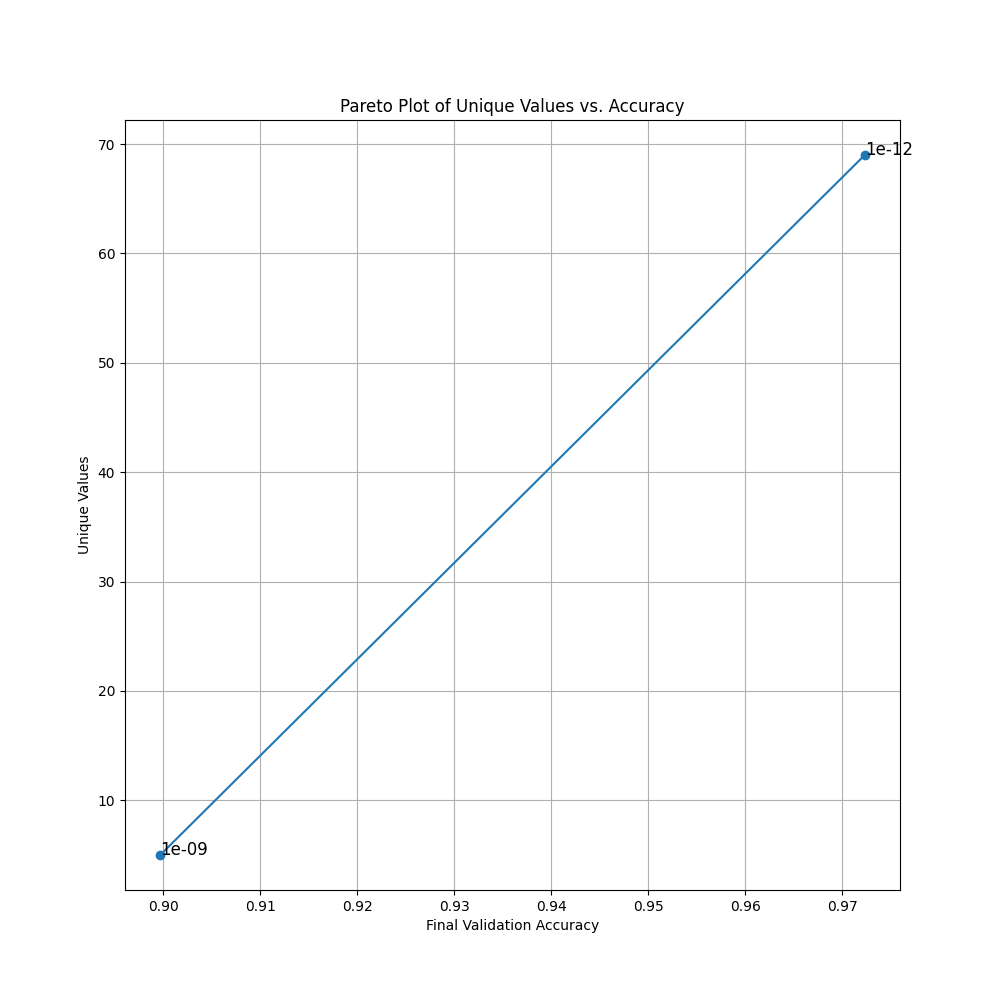 Pareto Plot of Unique Values vs. Accuracy
70
1e-12
60
50
40
Unique Values
30
20
10
1e-09
0.90 0.91 0.92 0.93 0.94 0.95 0.96 0.97
Final Validation Accuracy